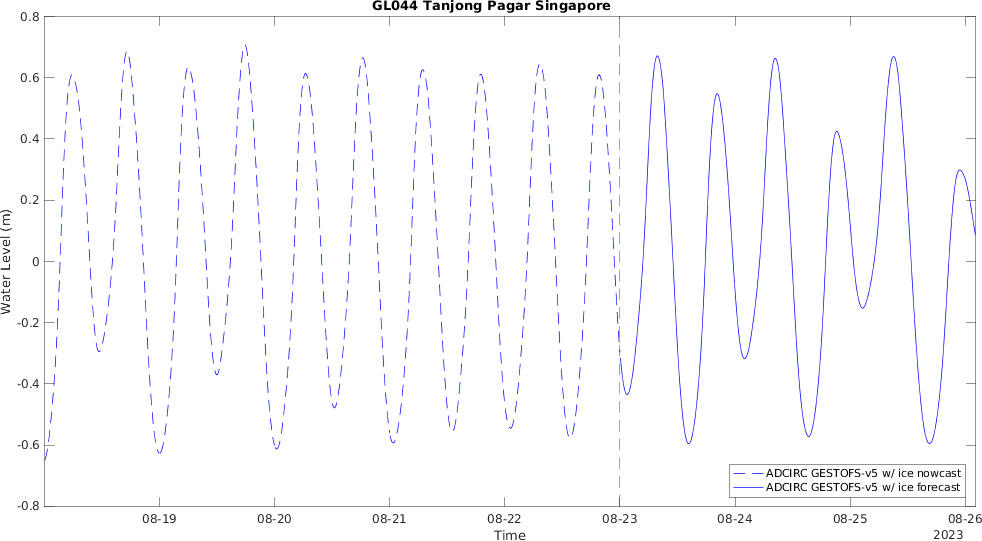 GL044 Tanjong Pagar Singapore
Water Level (m)
0.8
0.6
0.4
0.2
0
-0.2
-0.4
-0.6
-0.8
ADCIRC GESTOFS-v5 w/ ice nowcast
ADCIRC GESTOFS-v5 w/ ice forecast
08-19 08-20 08-21 08-22 08-23 08-24 08-25 08-26
Time
2023